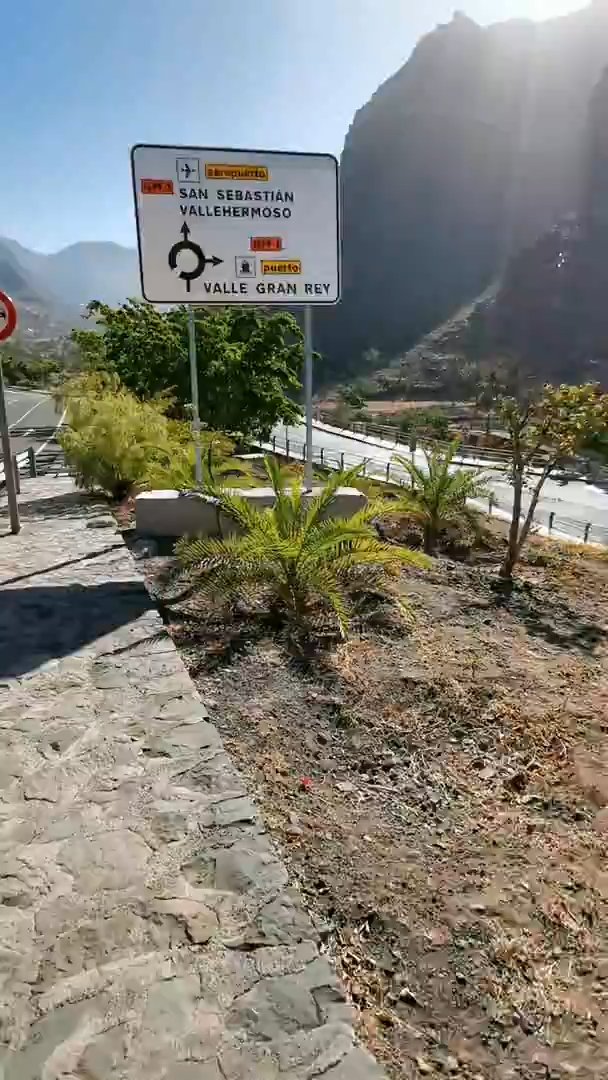 aeropuerto
GM-1
SAN SEBASTIÁN
VALLEHERMOSO
GM-1
puerto
VALLE GRAN REY